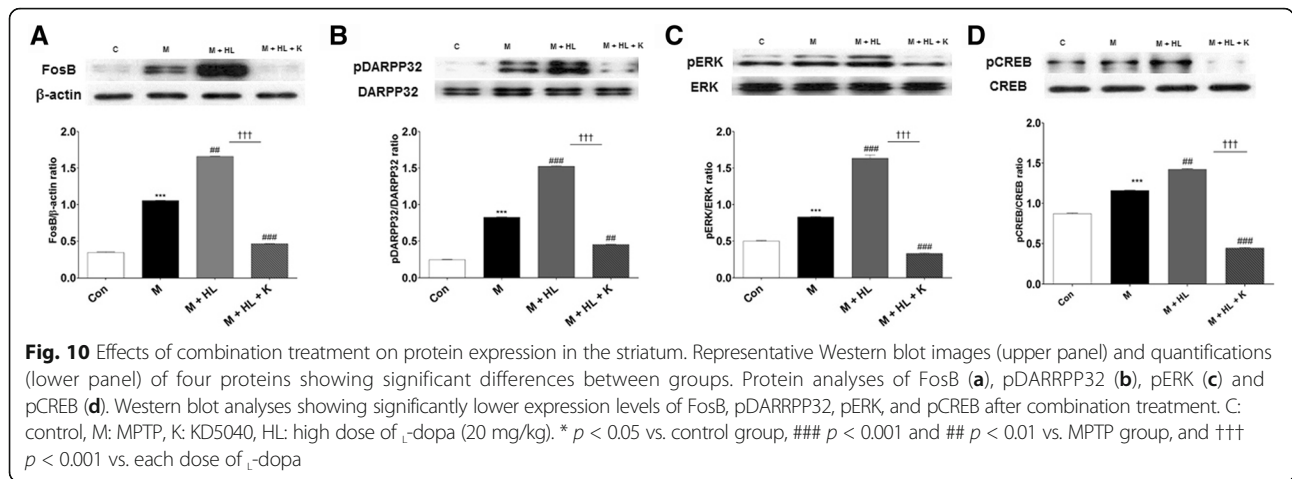 A B C D
C M M + HL M + HL + K
C M M + HL M + HL + K
C M M + HL M + HL + K
C M M + HL M + HL + K
FosB
β-actin
pDARPP32
DARPP32
pERK
ERK
pCREB
CREB
FosB/β-actin ratio
2.0
1.5
1.0
0.5
0.0
***
##
†††
###
Con M M + HL M + HL + K
pDARPP32/DARPP32 ratio
2.0
1.5
1.0
0.5
0.0
***
###
†††
##
Con M M + HL M + HL + K
pERK/ERK ratio
2.0
1.5
1.0
0.5
0.0
***
###
†††
###
Con M M + HL M + HL + K
pCREB/CREB ratio
2.0
1.5
1.0
0.5
0.0
***
##
†††
###
Con M M + HL M + HL + K
Fig. 10 Effects of combination treatment on protein expression in the striatum. Representative Western blot images (upper panel) and quantifications
(lower panel) of four proteins showing significant differences between groups. Protein analyses of FosB (a), pDARRPP32 (b), pERK (c) and
pCREB (d). Western blot analyses showing significantly lower expression levels of FosB, pDARRPP32, pERK, and pCREB after combination treatment. C:
control, M: MPTP, K: KD5040, HL: high dose of L-dopa (20 mg/kg). * p < 0.05 vs. control group, ### p < 0.001 and ## p < 0.01 vs. MPTP group, and †††
p < 0.001 vs. each dose of L-dopa